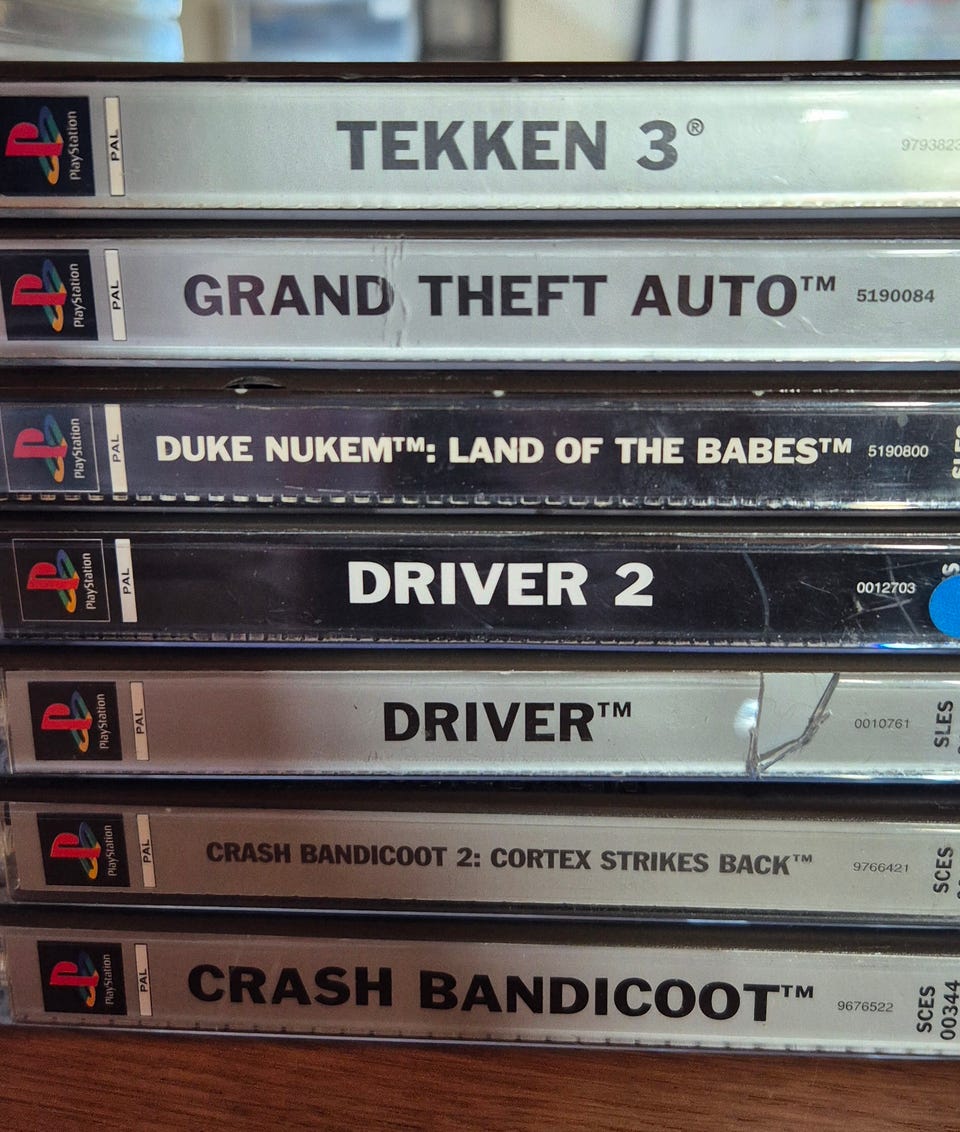 PlayStation
PAL
TEKKEN 3®
PlayStation
PAL
GRAND THEFT AUTO™
5190084
PlayStation
PAL
DUKE NUKEM™: LAND OF THE BABES™
5190800
PlayStation
PAL
DRIVER 2
0012703
PlayStation
PAL
DRIVER™
0010761
SLES
PlayStation
PAL
CRASH BANDICOOT 2: CORTEX STRIKES BACK™
9766421
SCES
PlayStation
PAL
CRASH BANDICOOT™
9676522
SCES
00344